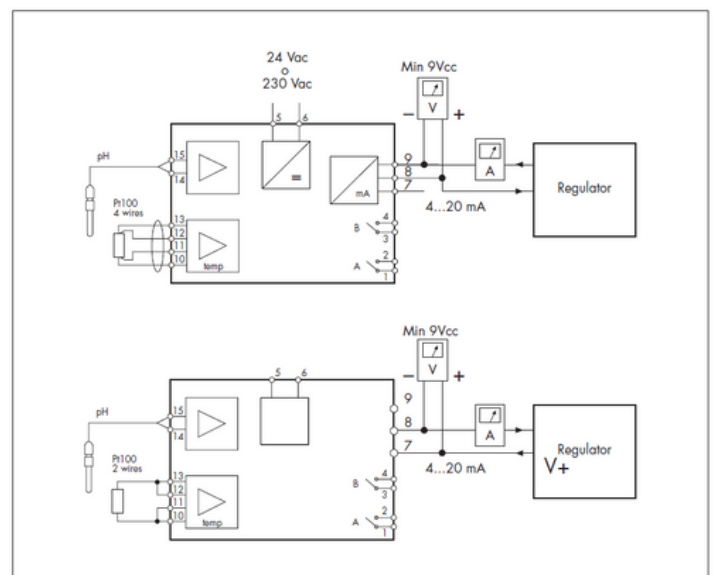 24 Vac
o
230 Vac
Min 9Vcc
V
− +
5 6
pH
15
14
9
8
7
A
mA
4...20 mA
Regulator
Pt100
4 wires
13
12
11
10
temp
B
4
3
A
2
1
Min 9Vcc
V
− +
5 6
pH
15
14
9
8
7
A
4...20 mA
Regulator
V+
Pt100
2 wires
13
12
11
10
temp
B
4
3
A
2
1